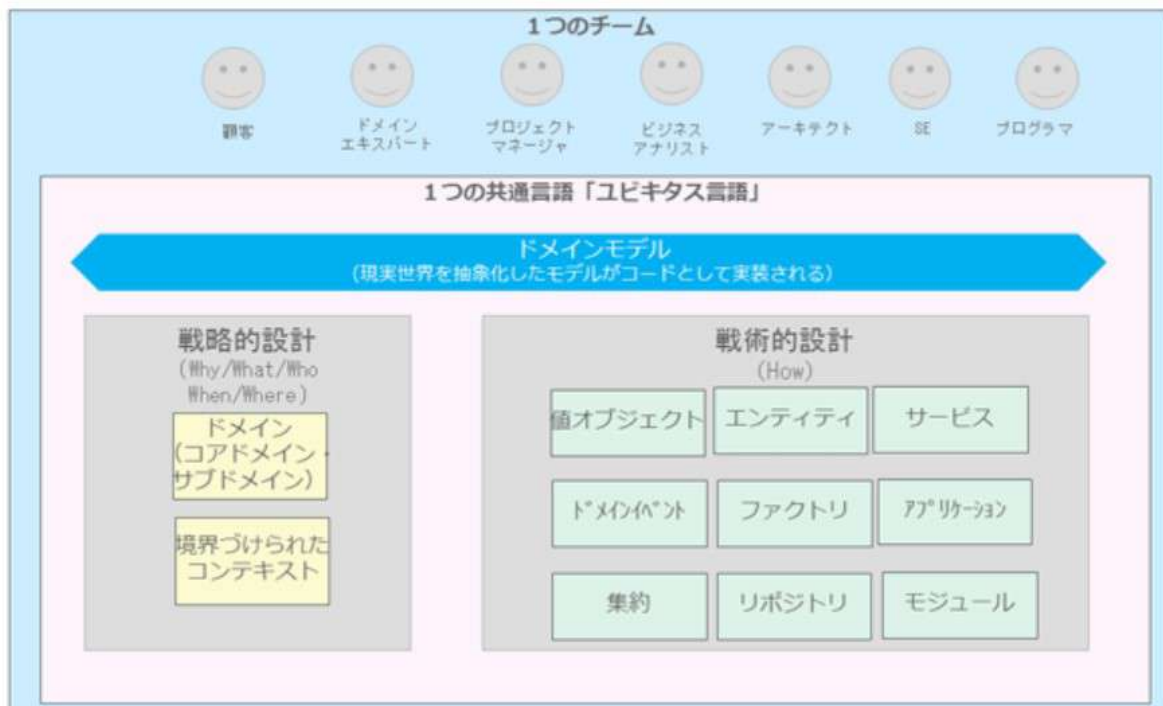 1つのチーム
顧客
ドメイン
エキスパート
プロジェクト
マネージャ
ビジネス
アナリスト
アーキテクト
SE
プログラマ
1つの共通言語「ユビキタス言語」
ドメインモデル
(現実世界を抽象化したモデルがコードとして実装される)
戦略的設計
(Why/What/Who
When/Where)
ドメイン
(コアドメイン・
サブドメイン)
境界づけられた
コンテキスト
戦術的設計
(How)
値オブジェクト
エンティティ
サービス
ドメインイベント
ファクトリ
アプリケーション
集約
リポジトリ
モジュール